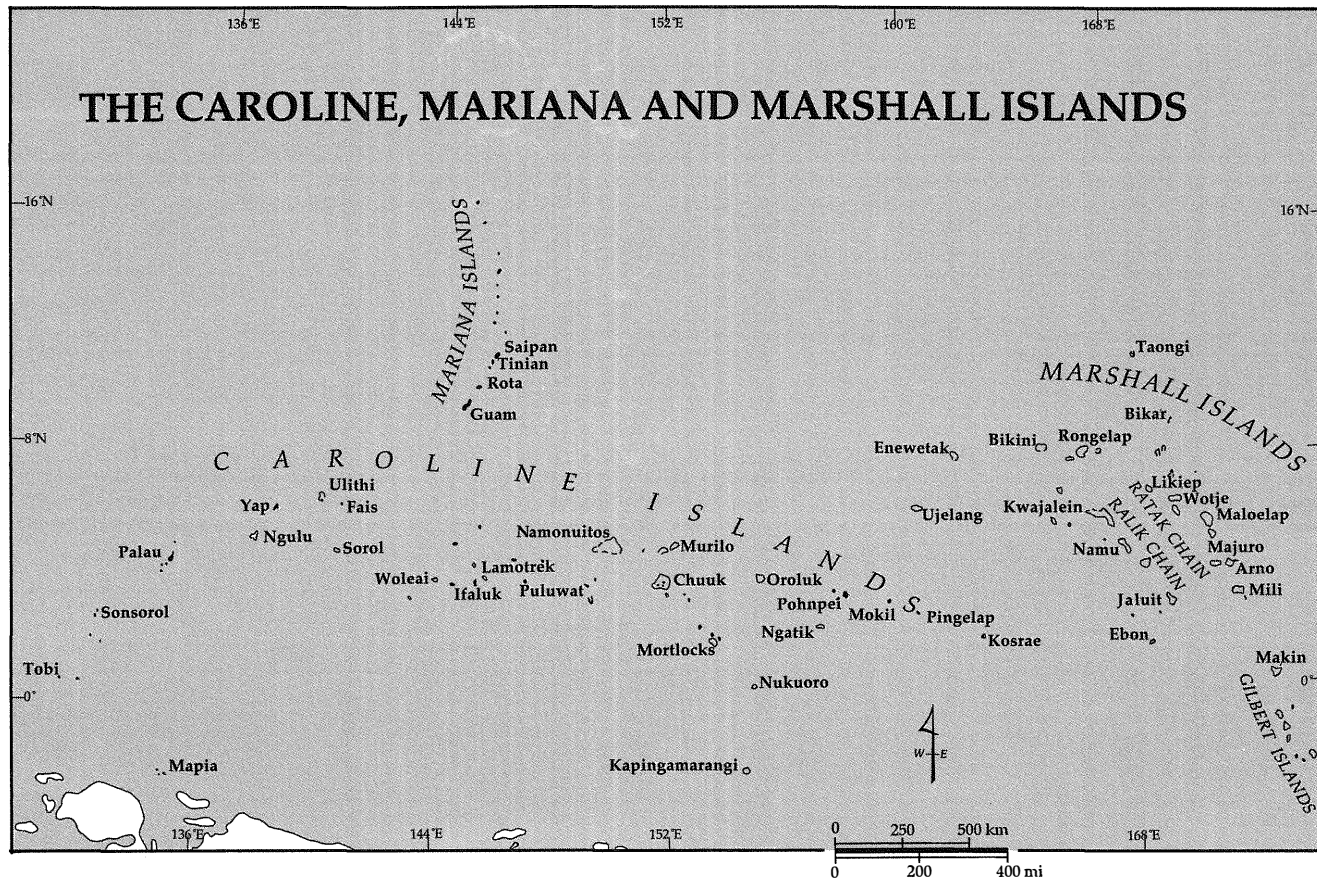 136°E 144°E 152°E 160°E 168°E
THE CAROLINE, MARIANA AND MARSHALL ISLANDS
16°N 16°N
MARIANA ISLANDS
Saipan
Tinian
Rota
Guam
Taongi
MARSHALL ISLANDS
Bikar
8°N
CAROLINE ISLANDS
Enewetak
Bikini
Rongelap
Ulithi
Yap
Fais
Ngulu
Sorol
Palau
Namonuitos
Murilo
Ujelang
Kwajalein
Likiep
Wotje
RATAK CHAIN
RALIK CHAIN
Maloelap
Namu
Majuro
Arno
Mili
Woleai
Lamotrek
Ifaluk
Puluwat
Chuuk
Oroluk
Pohnpei
Mokil
Pingelap
Jaluit
Sonsorol
Mortlocks
Ngatik
Kosrae
Ebon
Makin
Tobi
0°
Nukuoro
0°
GILBERT ISLANDS
W E
Mapia
Kapingamarangi
136°E 144°E 152°E 168°E
0 250 500 km
0 200 400 mi